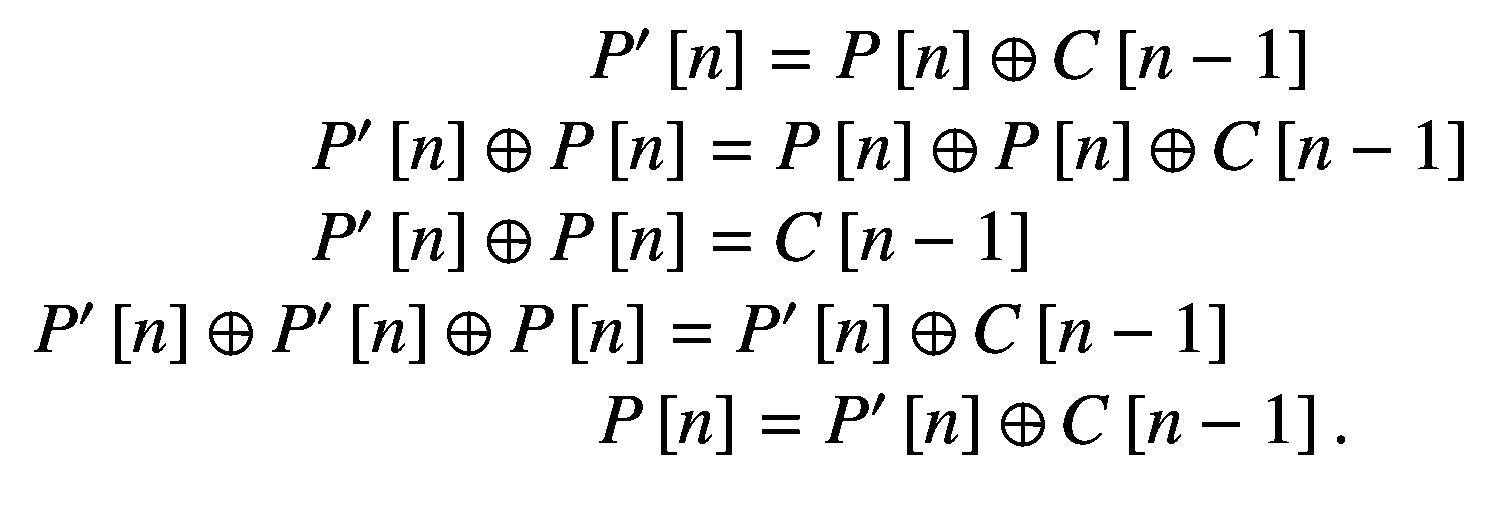 P′ [n] = P [n] ⊕ C [n − 1]
P′ [n] ⊕ P [n] = P [n] ⊕ P [n] ⊕ C [n − 1]
P′ [n] ⊕ P [n] = C [n − 1]
P′ [n] ⊕ P′ [n] ⊕ P [n] = P′ [n] ⊕ C [n − 1]
P [n] = P′ [n] ⊕ C [n − 1] .